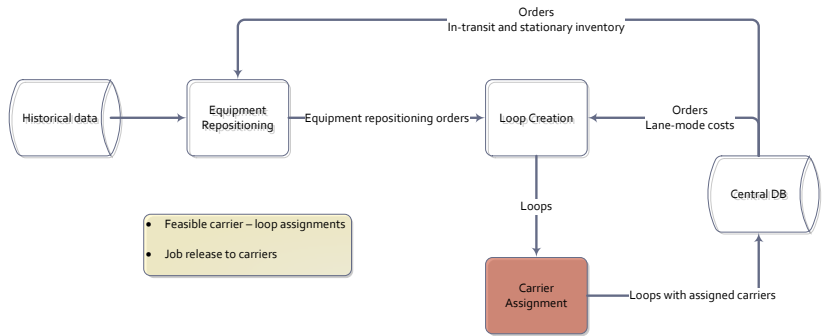 Orders
In-transit and stationary inventory
Historical data
Equipment
Repositioning
Equipment repositioning orders
Loop Creation
Orders
Lane-mode costs
Central DB
Loops
• Feasible carrier – loop assignments
• Job release to carriers
Carrier
Assignment
Loops with assigned carriers